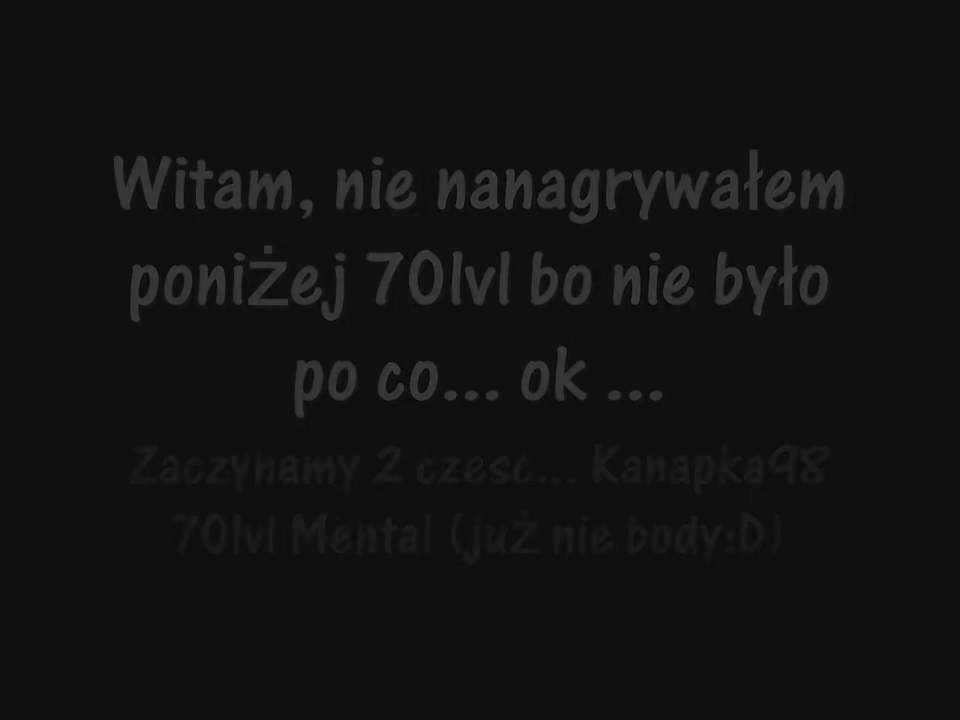 Witam, nie nanagrywałem
poniżej 70lvl bo nie było
po co... ok ...
Zaczynamy 2 czesc... Kanapka98
70lvl Mental (już nie body:D)